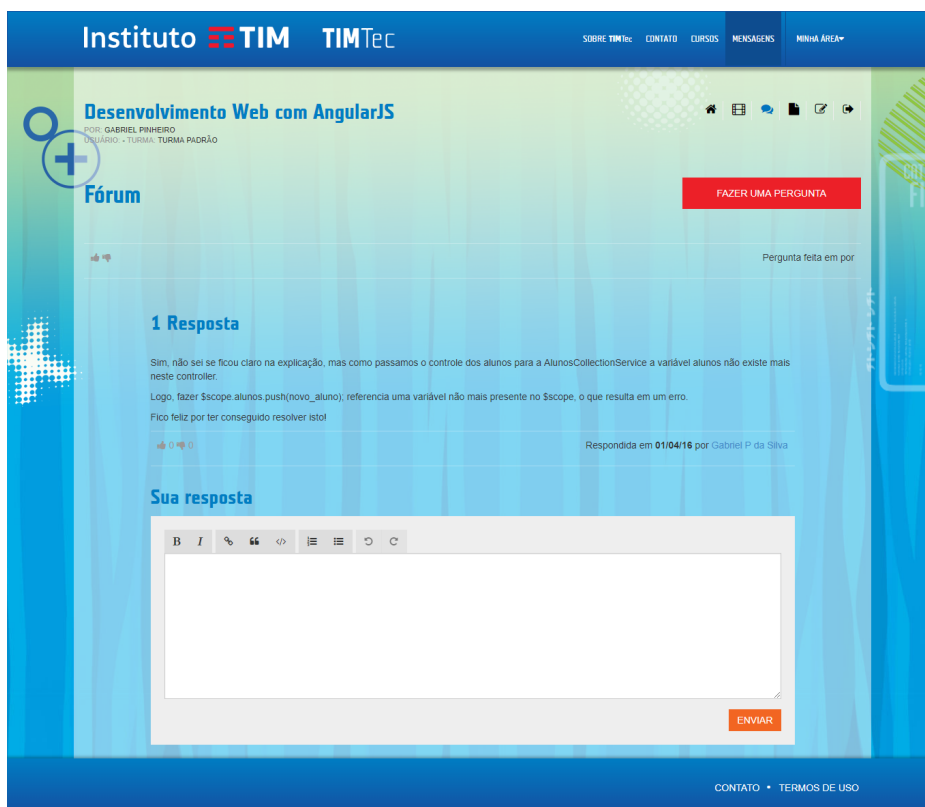 Instituto TIM TIMTec SOBRE TIMTec CONTATO CURSOS MENSAGENS MINHA ÁREA
Desenvolvimento Web com AngularJS
POR: GABRIEL PINHEIRO
USUÁRIO: - TURMA: TURMA PADRÃO
Fórum
FAZER UMA PERGUNTA
Pergunta feita em por
1 Resposta
Sim, não sei se ficou claro na explicação, mas como passamos o controle dos alunos para a AlunosCollectionService a variável alunos não existe mais
neste controller.
Logo, fazer $scope.alunos.push(novo_aluno); referencia uma variável não mais presente no $scope, o que resulta em um erro.
Fico feliz por ter conseguido resolver isto!
0 0 Respondida em 01/04/16 por Gabriel P da Silva
Sua resposta
B I
ENVIAR
CONTATO • TERMOS DE USO